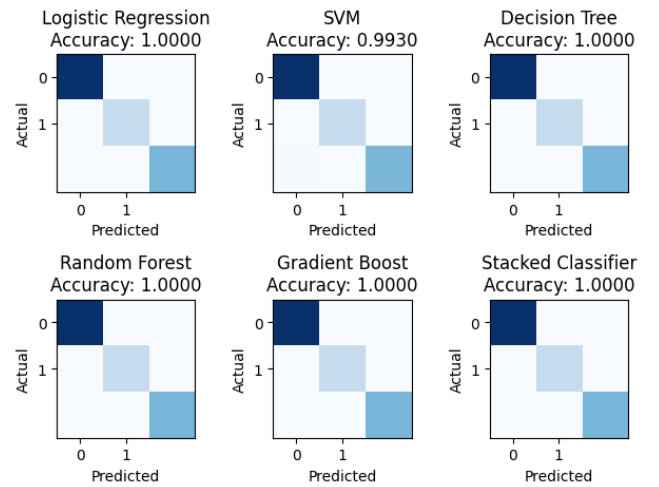 Logistic Regression
Accuracy: 1.0000
0
1
Actual
0 1
Predicted
SVM
Accuracy: 0.9930
0
1
Actual
0 1
Predicted
Decision Tree
Accuracy: 1.0000
0
1
Actual
0 1
Predicted
Random Forest
Accuracy: 1.0000
0
1
Actual
0 1
Predicted
Gradient Boost
Accuracy: 1.0000
0
1
Actual
0 1
Predicted
Stacked Classifier
Accuracy: 1.0000
0
1
Actual
0 1
Predicted